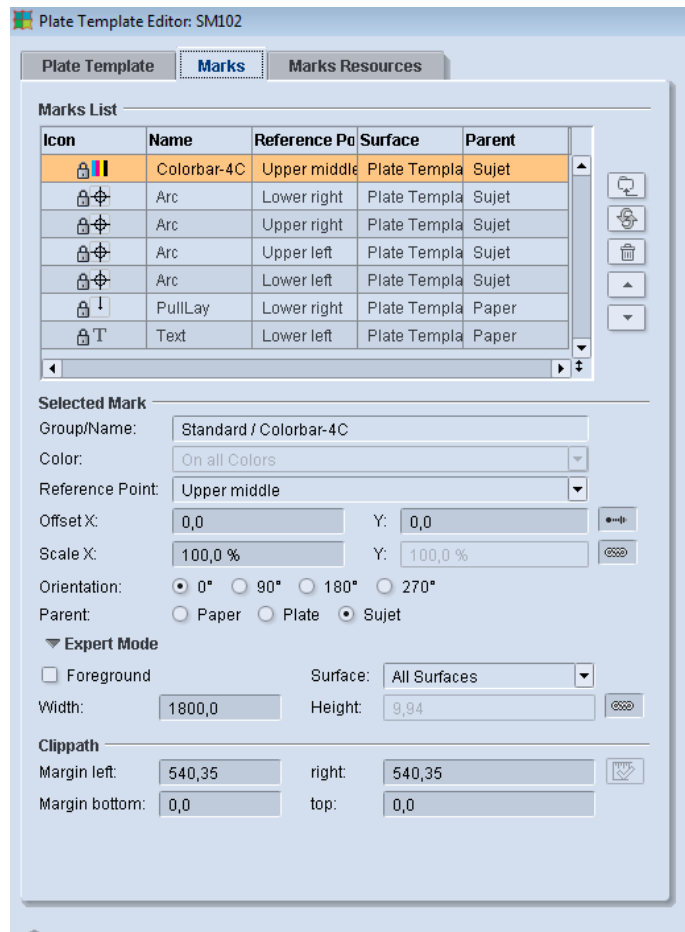 Plate Template Editor: SM102
Plate Template Marks Marks Resources
Marks List
Icon Name Reference Po Surface Parent
Colorbar-4C Upper middle Plate Templa Sujet
Arc Lower right Plate Templa Sujet
Arc Upper right Plate Templa Sujet
Arc Upper left Plate Templa Sujet
Arc Lower left Plate Templa Sujet
PullLay Lower right Plate Templa Paper
T Text Lower left Plate Templa Paper
Selected Mark
Group/Name: Standard / Colorbar-4C
Color: On all Colors
Reference Point: Upper middle
Offset X: 0,0 Y: 0,0
Scale X: 100,0 % Y: 100,0 %
Orientation: 0° 90° 180° 270°
Parent: Paper Plate Sujet
Expert Mode
Foreground Surface: All Surfaces
Width: 1800,0 Height: 9,94
Clippath
Margin left: 540,35 right: 540,35
Margin bottom: 0,0 top: 0,0